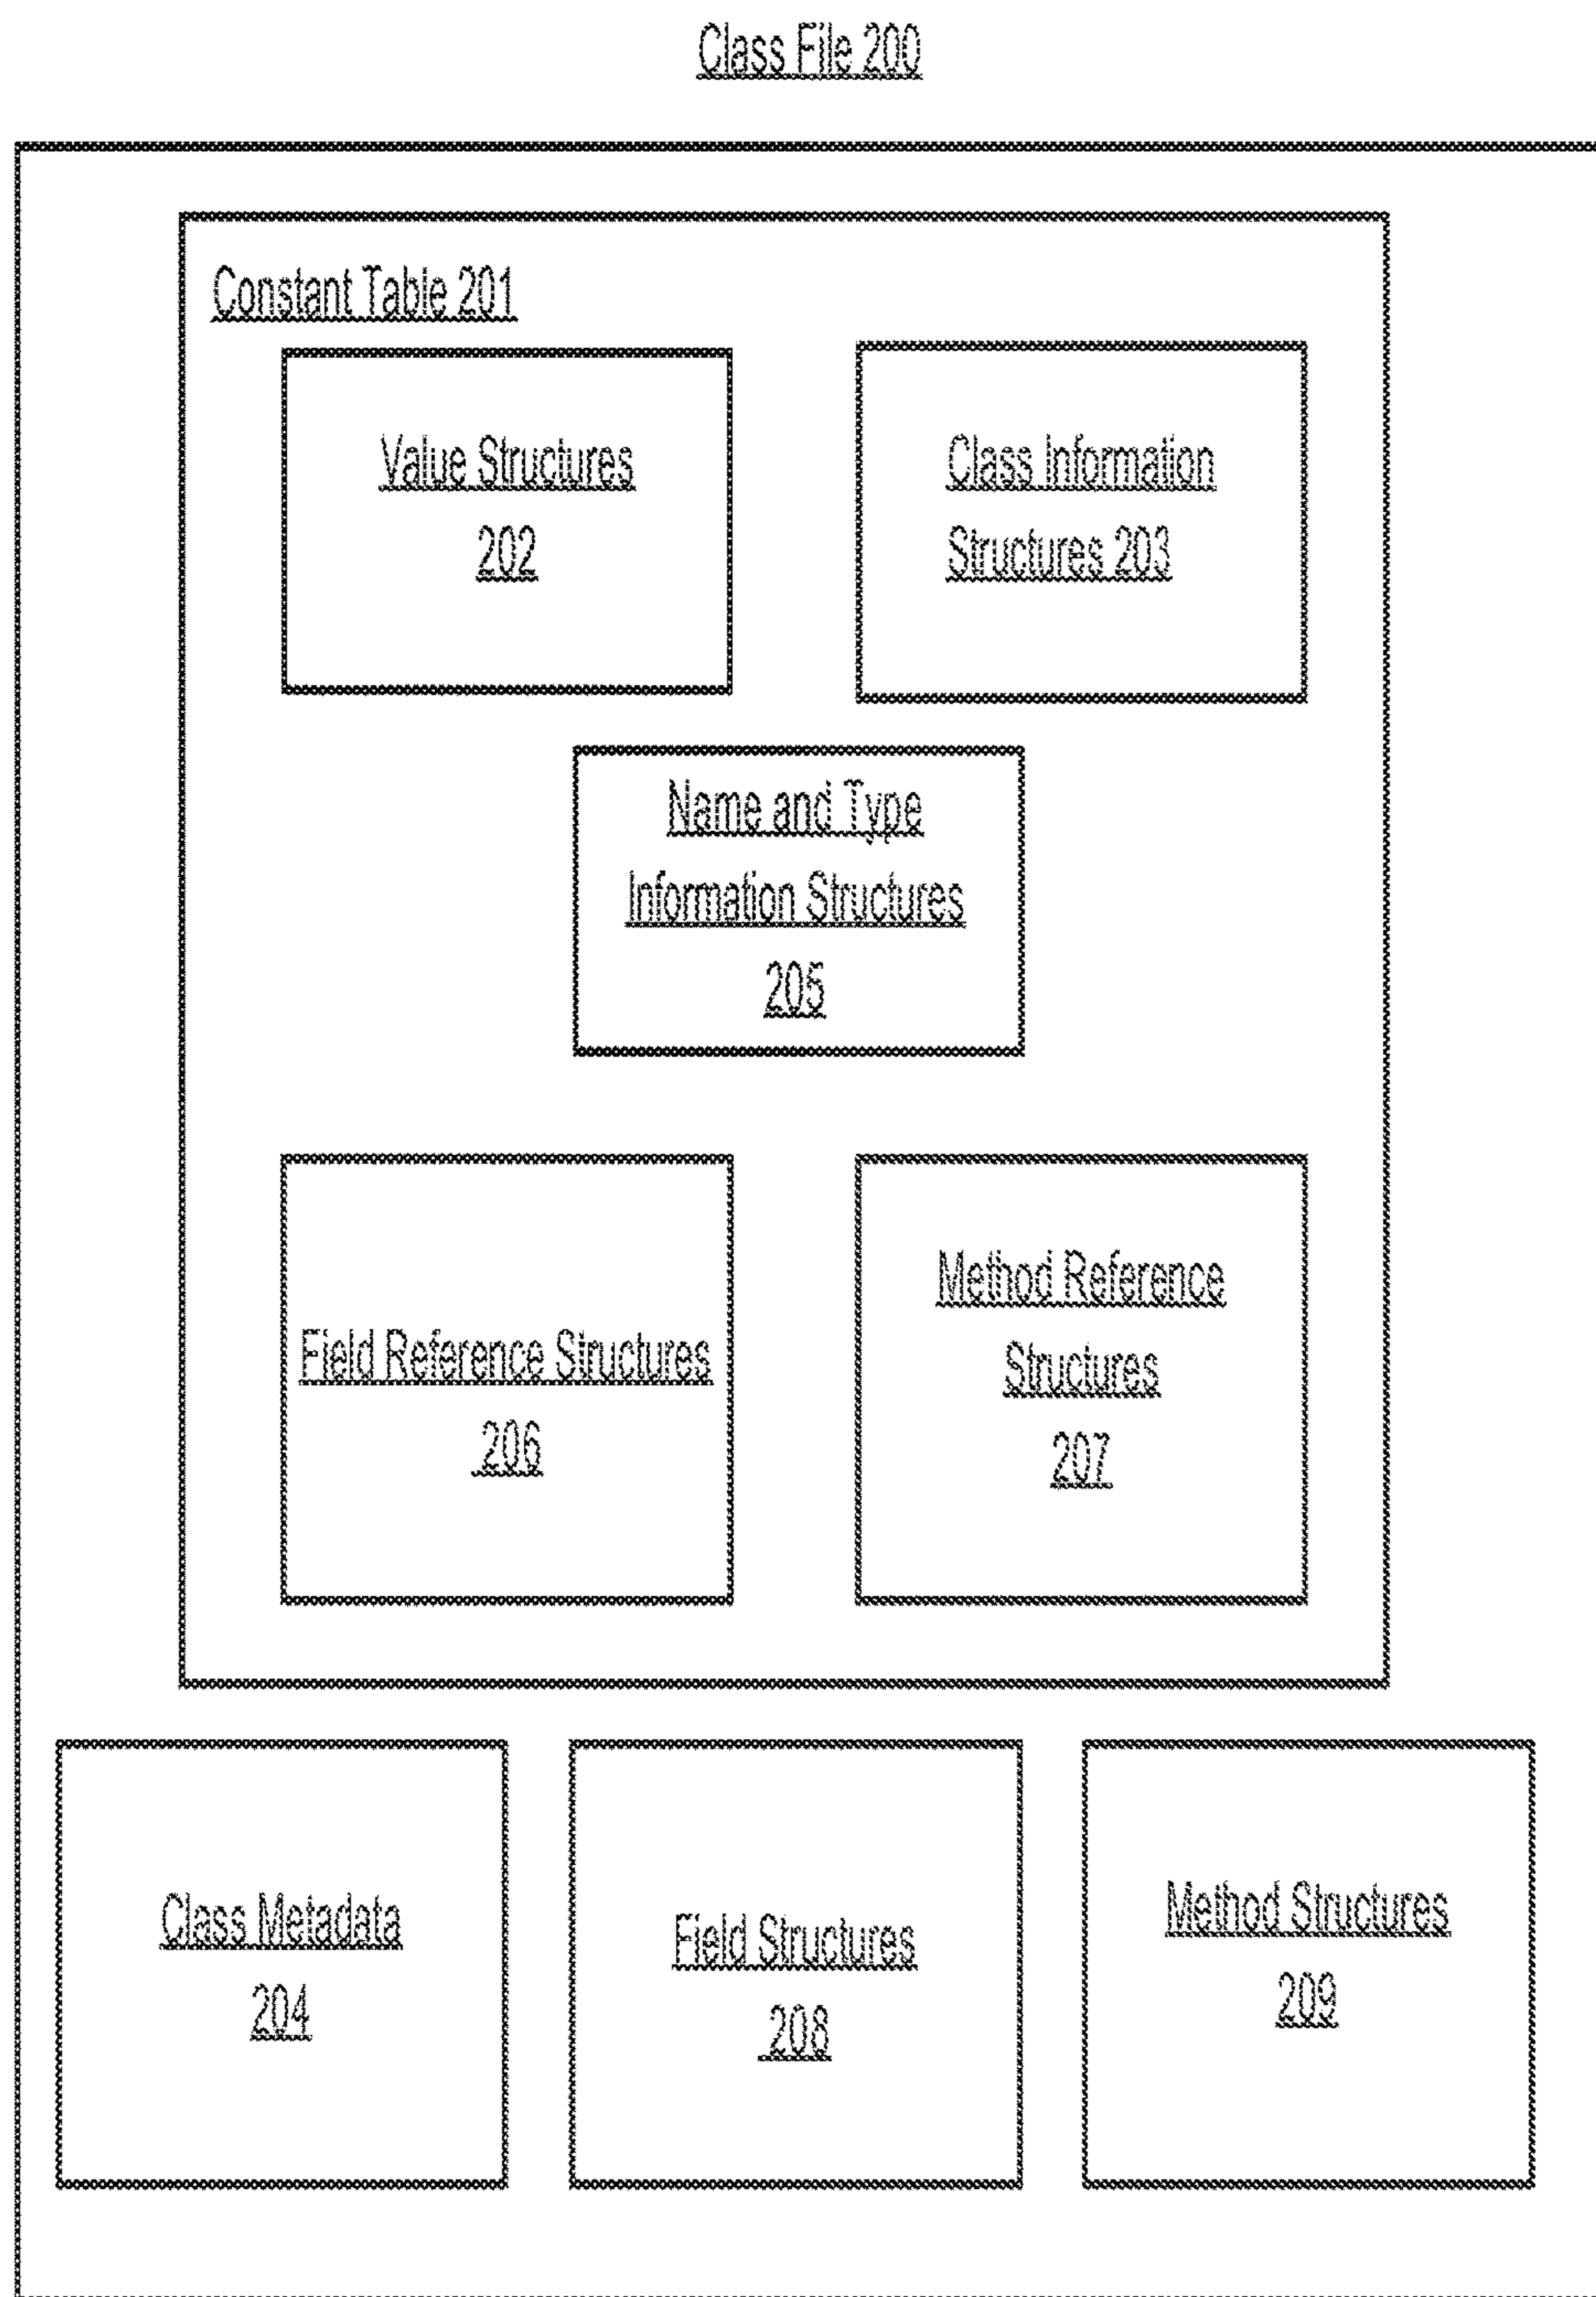 Class File 200
Constant Table 201
Value Structures
202
Class Information
Structures 203
Name and Type
Information Structures
205
Field Reference Structures
206
Method Reference
Structures
207
Class Metadata
204
Field Structures
208
Method Structures
209